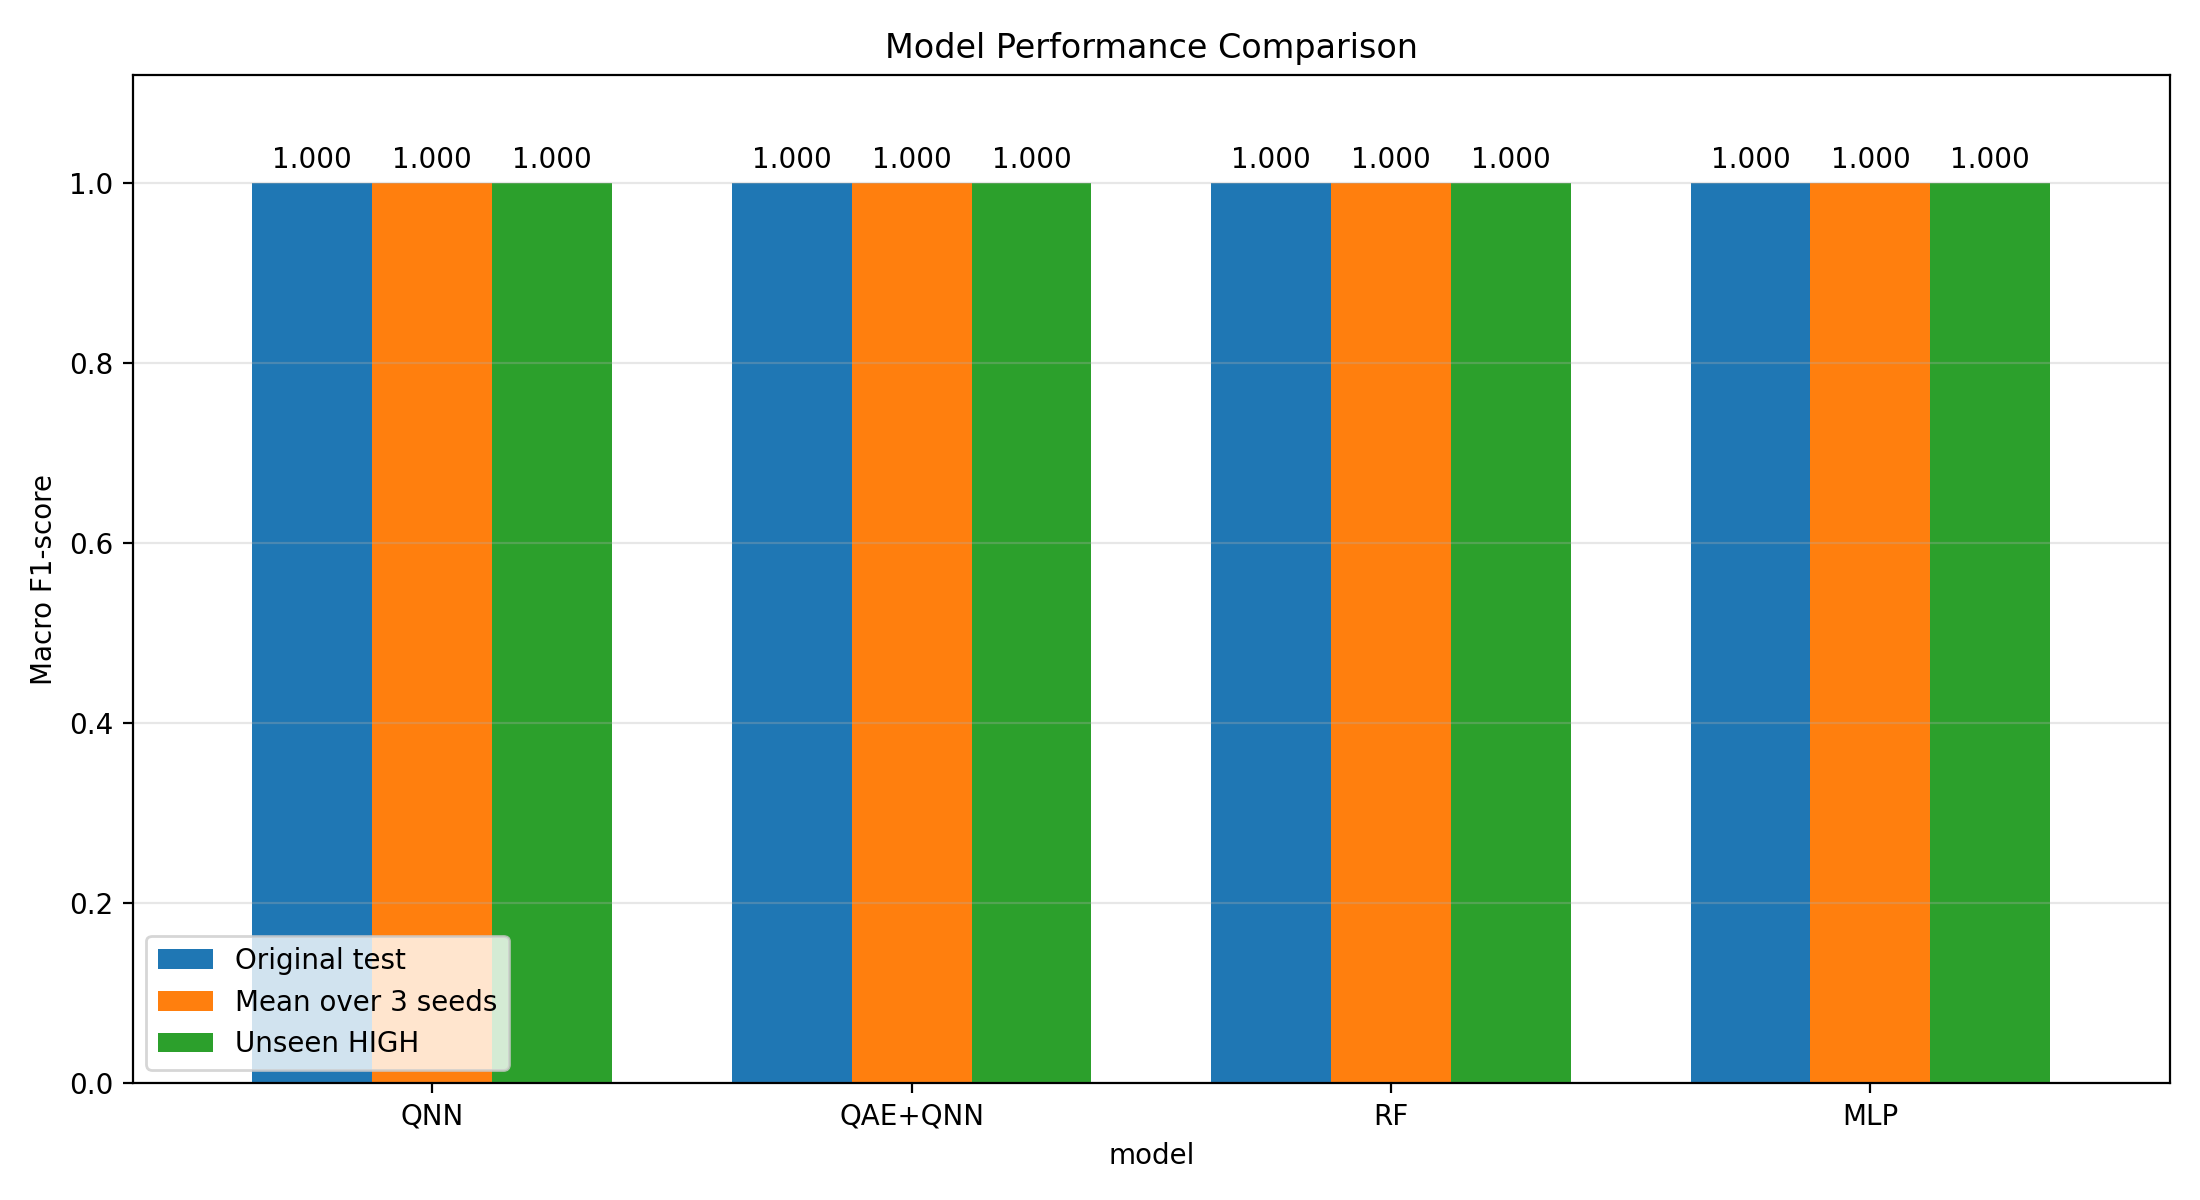 Model Performance Comparison
1.000 1.000 1.000 1.000 1.000 1.000 1.000 1.000 1.000 1.000 1.000 1.000
1.0
0.8
0.6
0.4
0.2
0.0
Macro F1-score
Original test
Mean over 3 seeds
Unseen HIGH
QNN QAE+QNN RF MLP
model